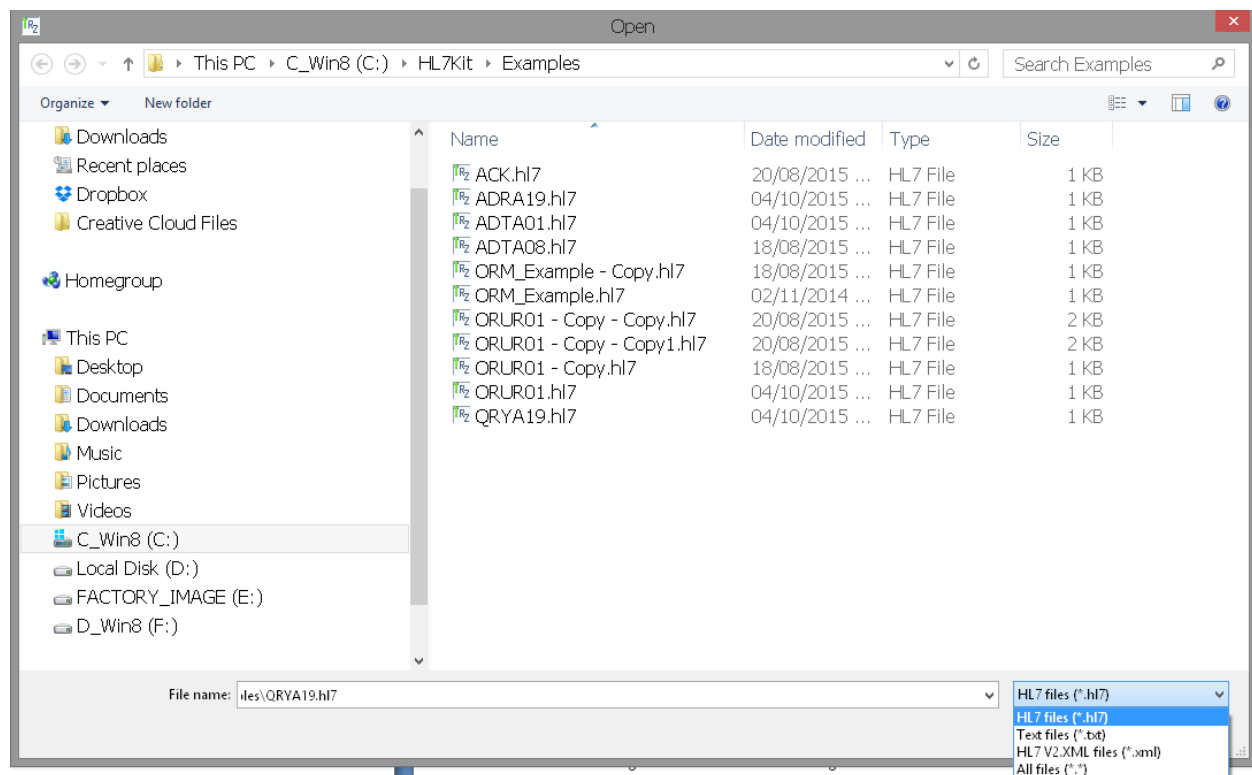 Open
This PC C_Win8 (C:) HL7Kit Examples
Search Examples
Organize New folder
Downloads
Recent places
Dropbox
Creative Cloud Files
Homegroup
This PC
Desktop
Documents
Downloads
Music
Pictures
Videos
C_Win8 (C:)
Local Disk (D:)
FACTORY_IMAGE (E:)
D_Win8 (F:)
Name Date modified Type Size
ACK.hl7 20/08/2015 ... HL7 File 1 KB
ADRA19.hl7 04/10/2015 ... HL7 File 1 KB
ADTA01.hl7 04/10/2015 ... HL7 File 1 KB
ADTA08.hl7 18/08/2015 ... HL7 File 1 KB
ORM_Example - Copy.hl7 18/08/2015 ... HL7 File 1 KB
ORM_Example.hl7 02/11/2014 ... HL7 File 1 KB
ORUR01 - Copy - Copy.hl7 20/08/2015 ... HL7 File 2 KB
ORUR01 - Copy - Copy1.hl7 20/08/2015 ... HL7 File 2 KB
ORUR01 - Copy.hl7 18/08/2015 ... HL7 File 1 KB
ORUR01.hl7 04/10/2015 ... HL7 File 1 KB
QRYA19.hl7 04/10/2015 ... HL7 File 1 KB
File name: les\QRYA19.hl7
HL7 files (*.hl7)
HL7 files (*.hl7)
Text files (*.txt)
HL7 V2.XML files (*.xml)
All files (*.*)